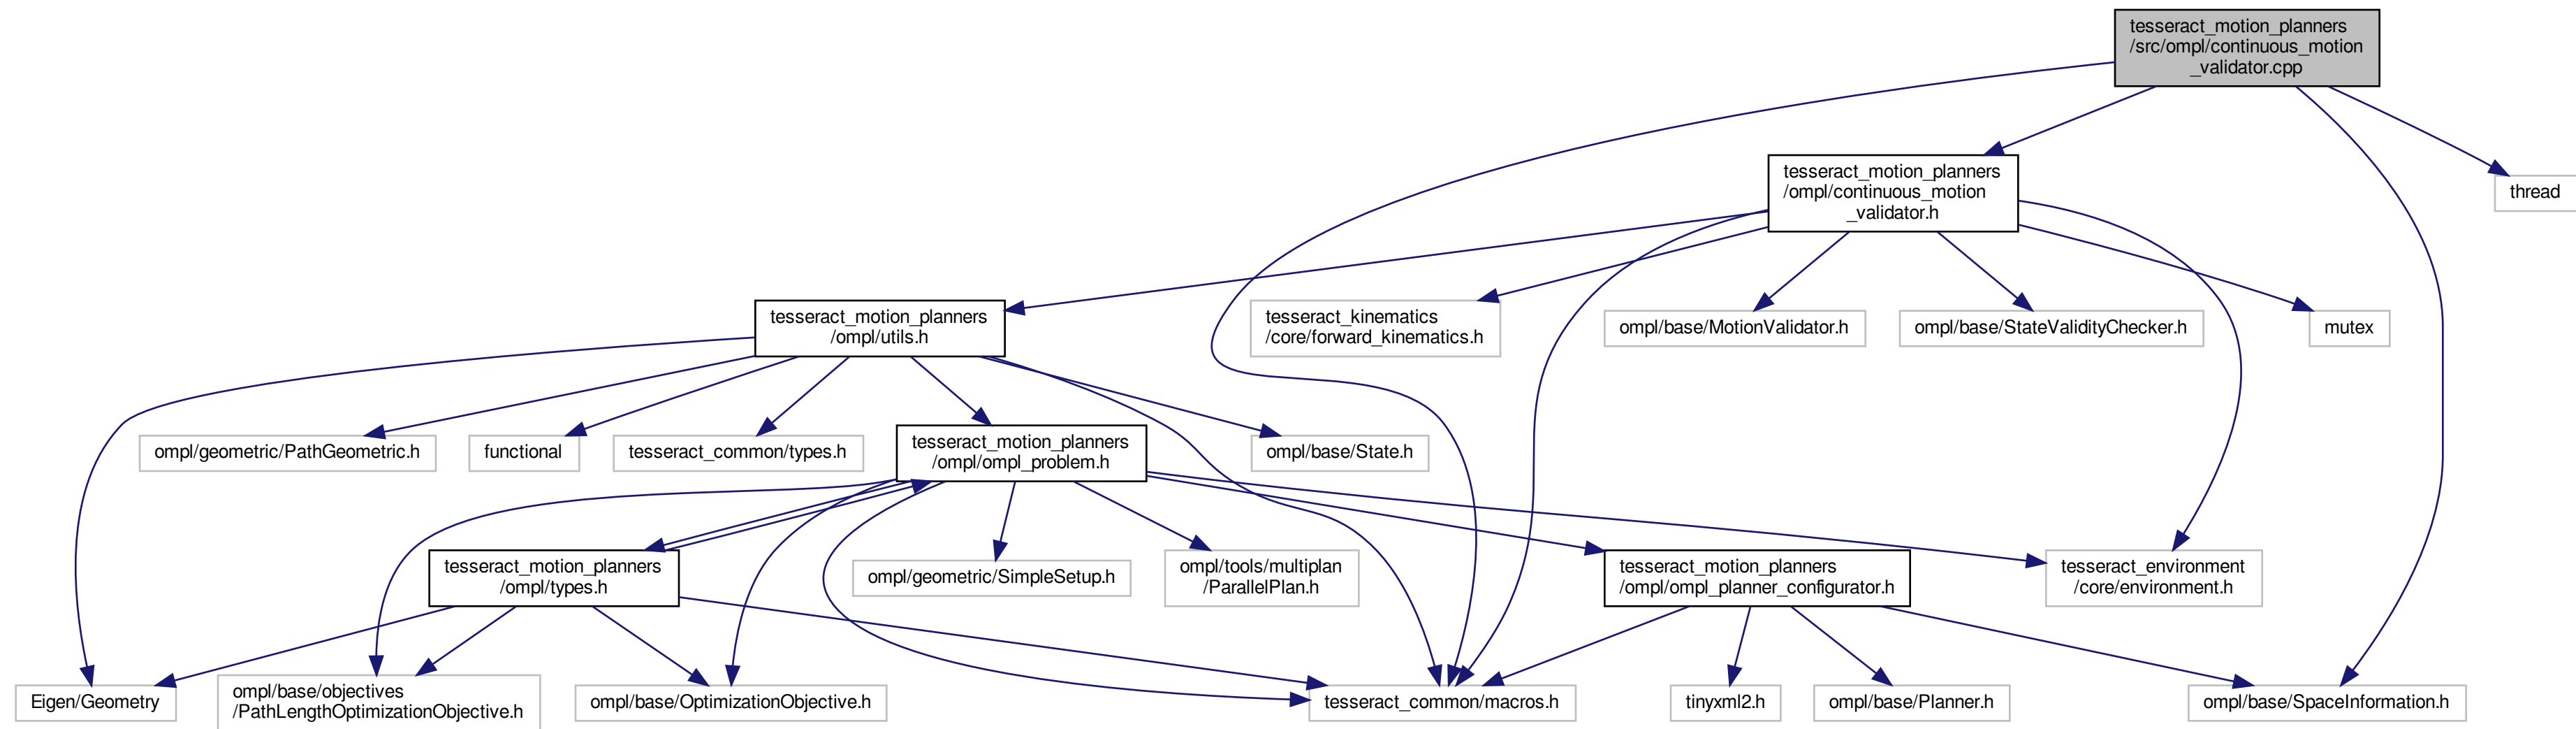 tesseract_motion_planners
/src/ompl/continuous_motion
_validator.cpp
tesseract_motion_planners
/ompl/continuous_motion
_validator.h
thread
tesseract_motion_planners
/ompl/utils.h
tesseract_kinematics
/core/forward_kinematics.h
ompl/base/MotionValidator.h
ompl/base/StateValidityChecker.h
mutex
ompl/geometric/PathGeometric.h
functional
tesseract_common/types.h
tesseract_motion_planners
/ompl/ompl_problem.h
ompl/base/State.h
tesseract_motion_planners
/ompl/types.h
ompl/geometric/SimpleSetup.h
ompl/tools/multiplan
/ParallelPlan.h
tesseract_motion_planners
/ompl/ompl_planner_configurator.h
tesseract_environment
/core/environment.h
Eigen/Geometry
ompl/base/objectives
/PathLengthOptimizationObjective.h
ompl/base/OptimizationObjective.h
tesseract_common/macros.h
tinyxml2.h
ompl/base/Planner.h
ompl/base/SpaceInformation.h